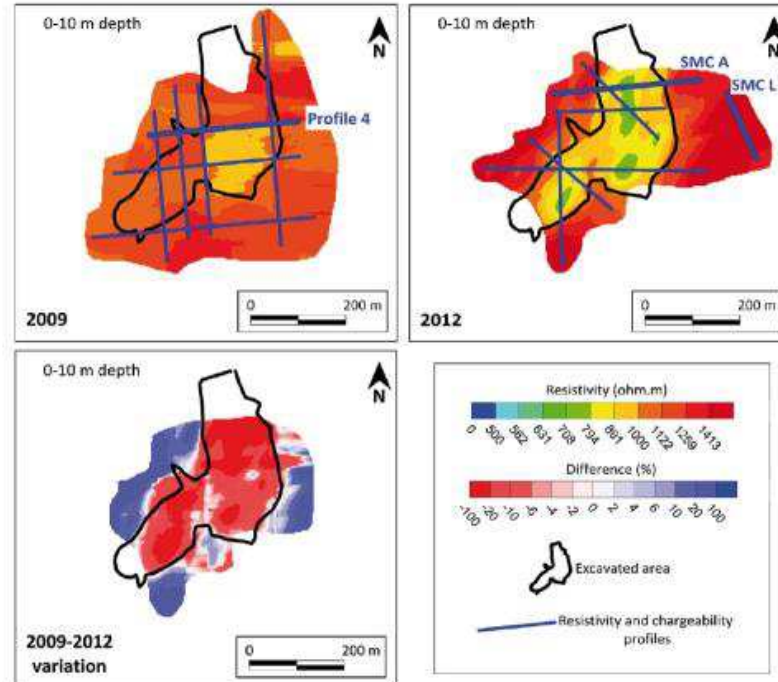 0-10 m depth
N
Profile 4
0
200 m
2009
0-10 m depth
N
SMC A
SMC L
0
200 m
2012
0-10 m depth
N
0
200 m
2009-2012
variation
Resistivity (ohm.m)
0
500
562
631
708
794
891
1000
1122
1259
1413
Difference (%)
-100
-20
-10
-6
-4
-2
0
2
4
6
10
20
100
Excavated area
Resistivity and chargeability
profiles